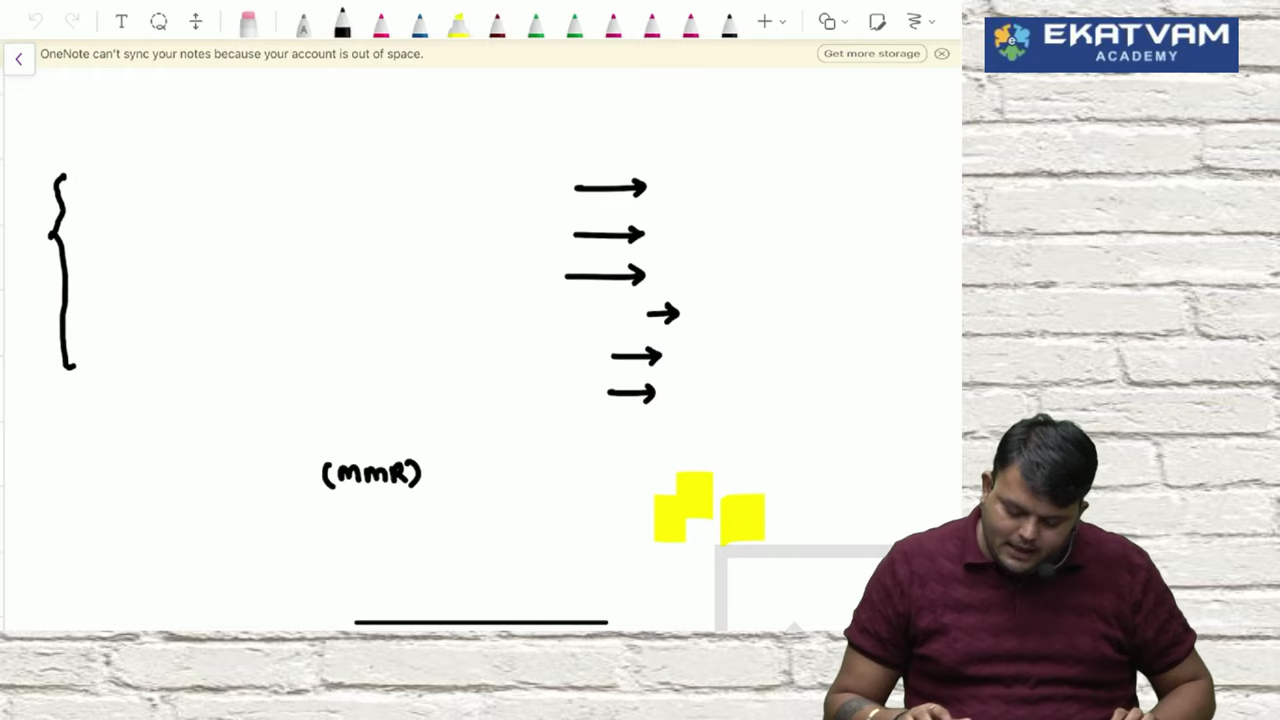 OneNote can't sync your notes because your account is out of space.
Get more storage
EKATVAM
ACADEMY
(MMR)